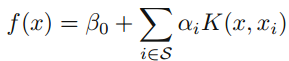 f(x) = β₀ + ∑_{i∈𝒮} α_i K(x, x_i)